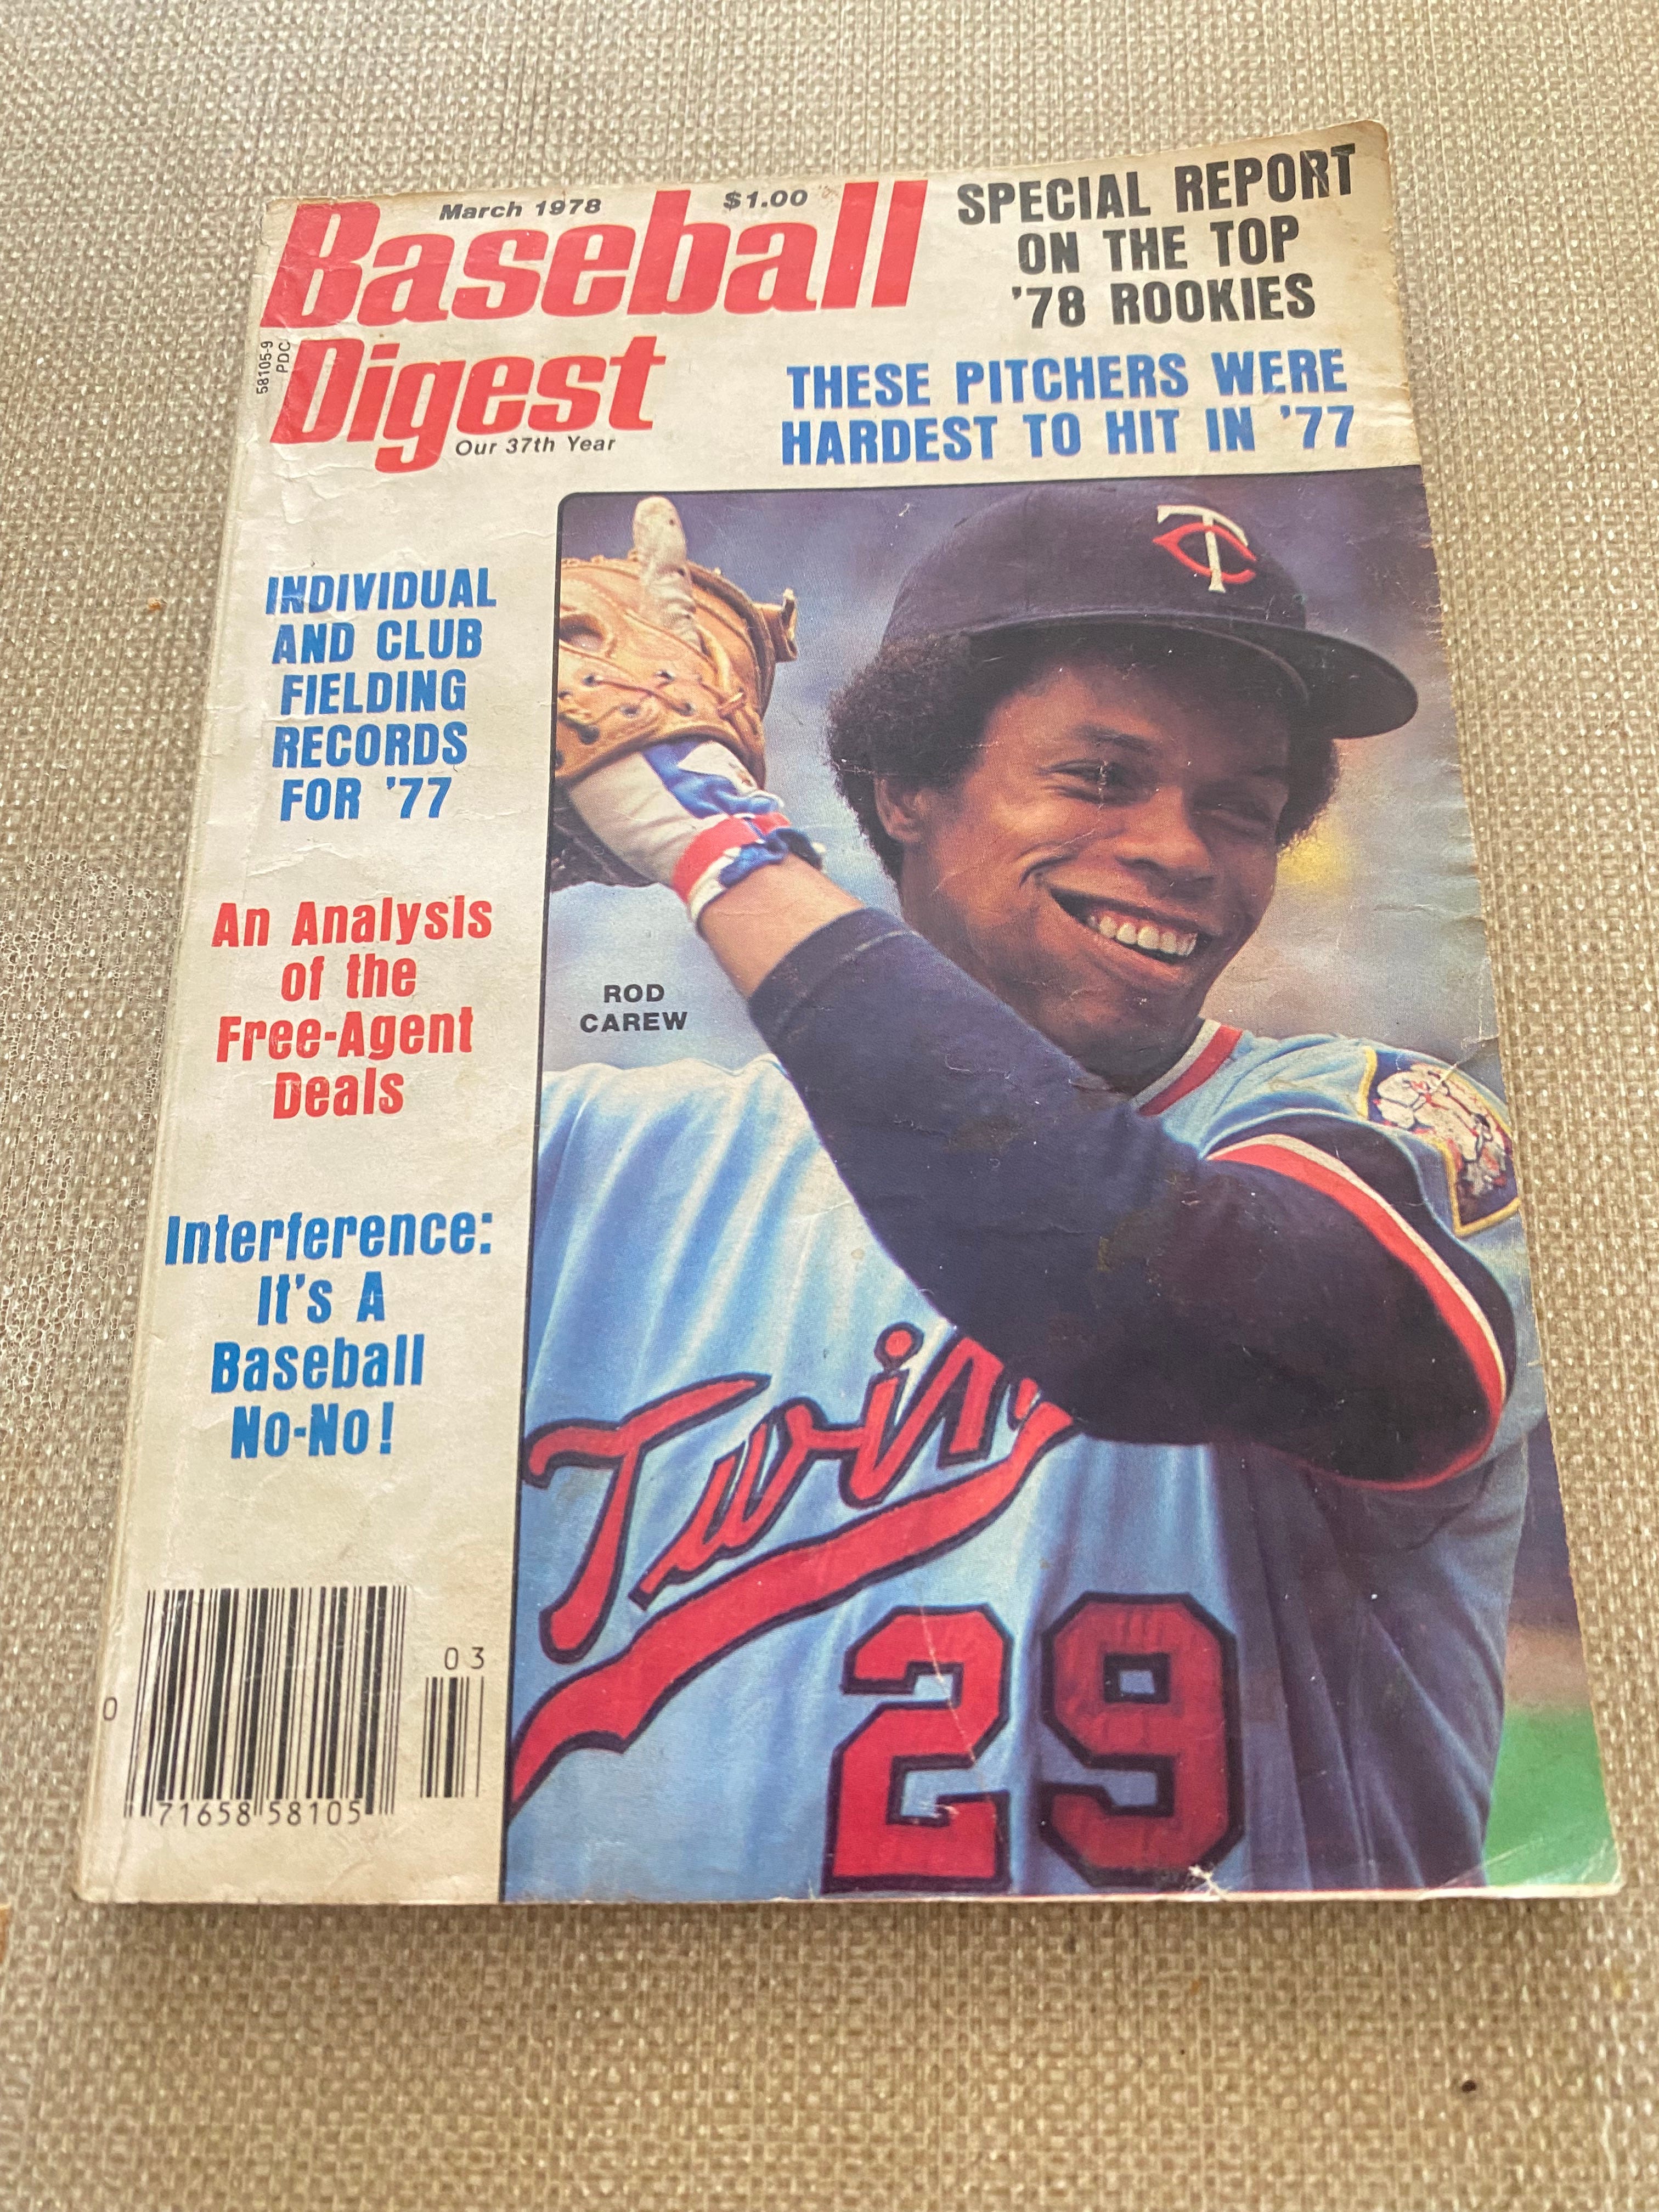 March 1978
$1.00
Baseball
Digest
Our 37th Year
58105-9
PDC
SPECIAL REPORT
ON THE TOP
'78 ROOKIES
THESE PITCHERS WERE
HARDEST TO HIT IN '77
INDIVIDUAL
AND CLUB
FIELDING
RECORDS
FOR '77
An Analysis
of the
Free-Agent
Deals
Interference:
It's A
Baseball
No-No!
ROD
CAREW
TC
Twins
29
03
0
71658 58105